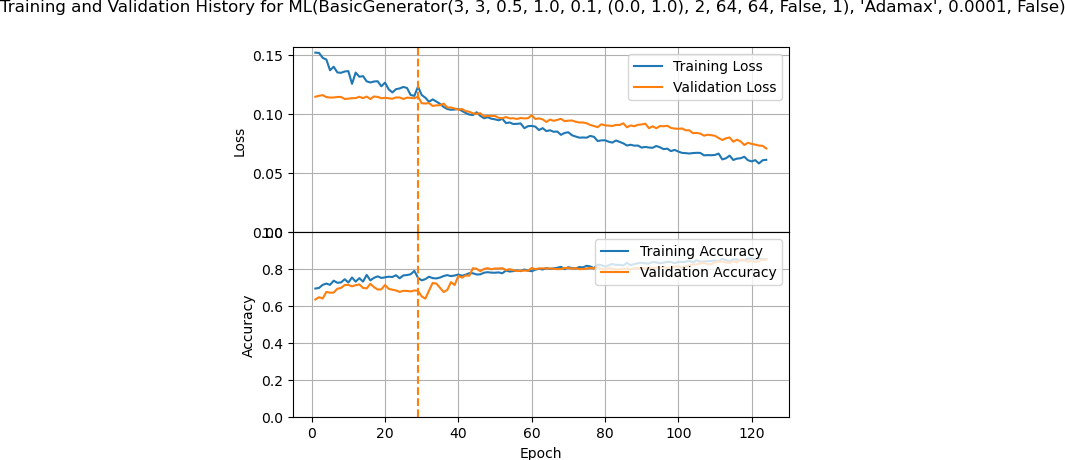 Training and Validation History for ML(BasicGenerator(3, 3, 0.5, 1.0, 0.1, (0.0, 1.0), 2, 64, 64, False, 1), 'Adamax', 0.0001, False)
0.15
0.10
0.05
0.00
Loss
Training Loss
Validation Loss
1.0
0.8
0.6
0.4
0.2
0.0
Accuracy
Training Accuracy
Validation Accuracy
0 20 40 60 80 100 120
Epoch